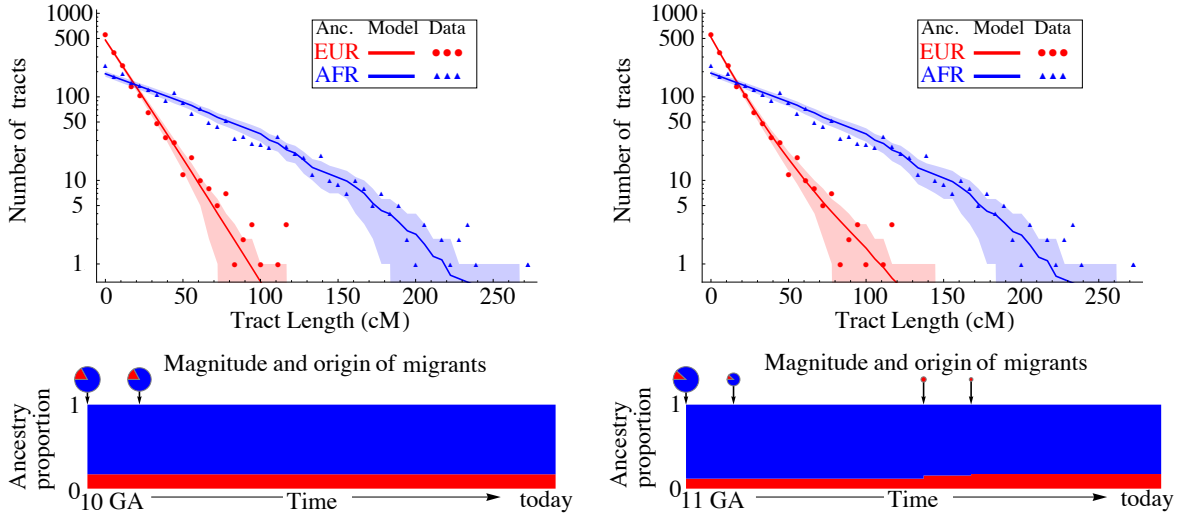 Number of tracts
1000
500
100
50
10
5
1
0 50 100 150 200 250
Tract Length (cM)
Anc. Model Data
EUR
AFR
Magnitude and origin of migrants
Ancestry
proportion
1
0
10 GA Time today
Number of tracts
1000
500
100
50
10
5
1
0 50 100 150 200 250
Tract Length (cM)
Anc. Model Data
EUR
AFR
Magnitude and origin of migrants
Ancestry
proportion
1
0
11 GA Time today